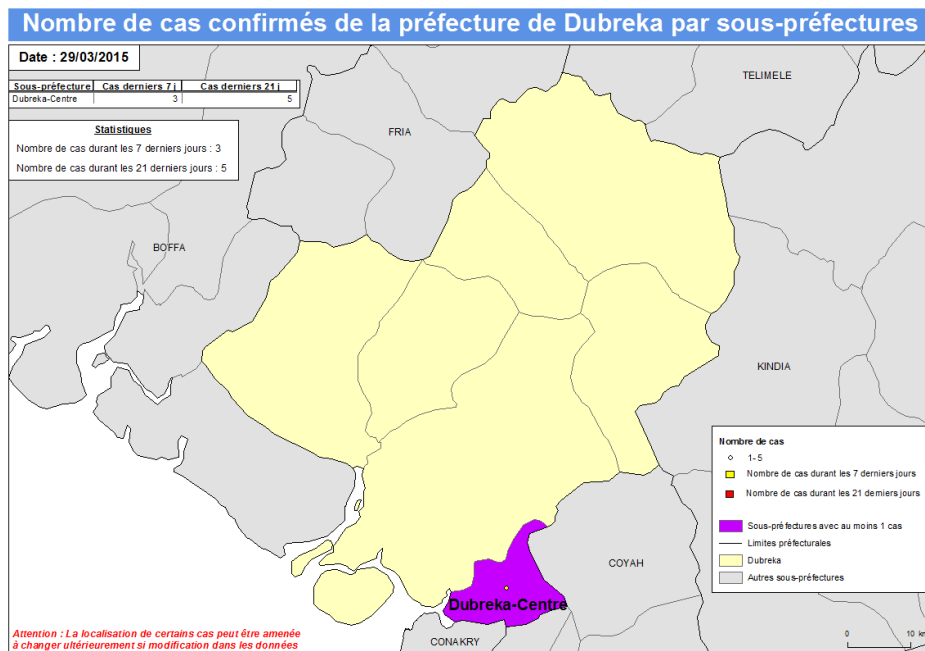 Nombre de cas confirmés de la préfecture de Dubreka par sous-préfectures
Date : 29/03/2015
Sous-préfecture Cas derniers 7 j Cas derniers 21 j
Dubreka-Centre 3 5
Statistiques
Nombre de cas durant les 7 derniers jours : 3
Nombre de cas durant les 21 derniers jours : 5
TELIMELE
FRIA
BOFFA
KINDIA
Nombre de cas
1-5
Nombre de cas durant les 7 derniers jours
Nombre de cas durant les 21 derniers jours
Sous-préfectures avec au moins 1 cas
Limites préfecturales
Dubreka
Autres sous-préfectures
COYAH
Dubreka-Centre
CONAKRY
0 10 km
Attention : La localisation de certains cas peut être amenée
à changer ultérieurement si modification dans les données